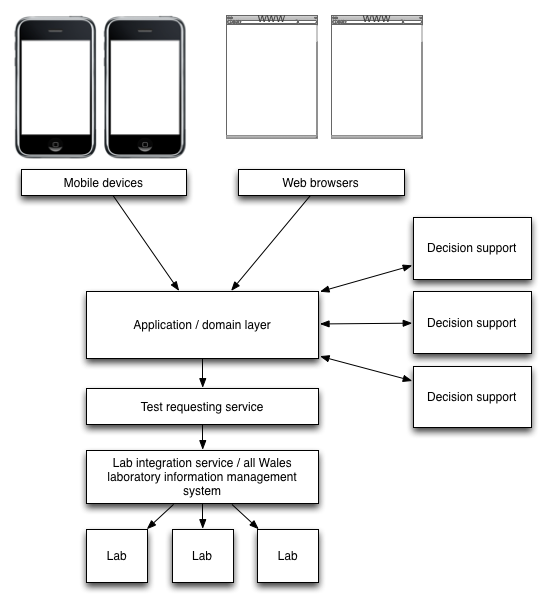 WWW
WWW
Mobile devices
Web browsers
Decision support
Application / domain layer
Decision support
Decision support
Test requesting service
Lab integration service / all Wales
laboratory information management
system
Lab
Lab
Lab